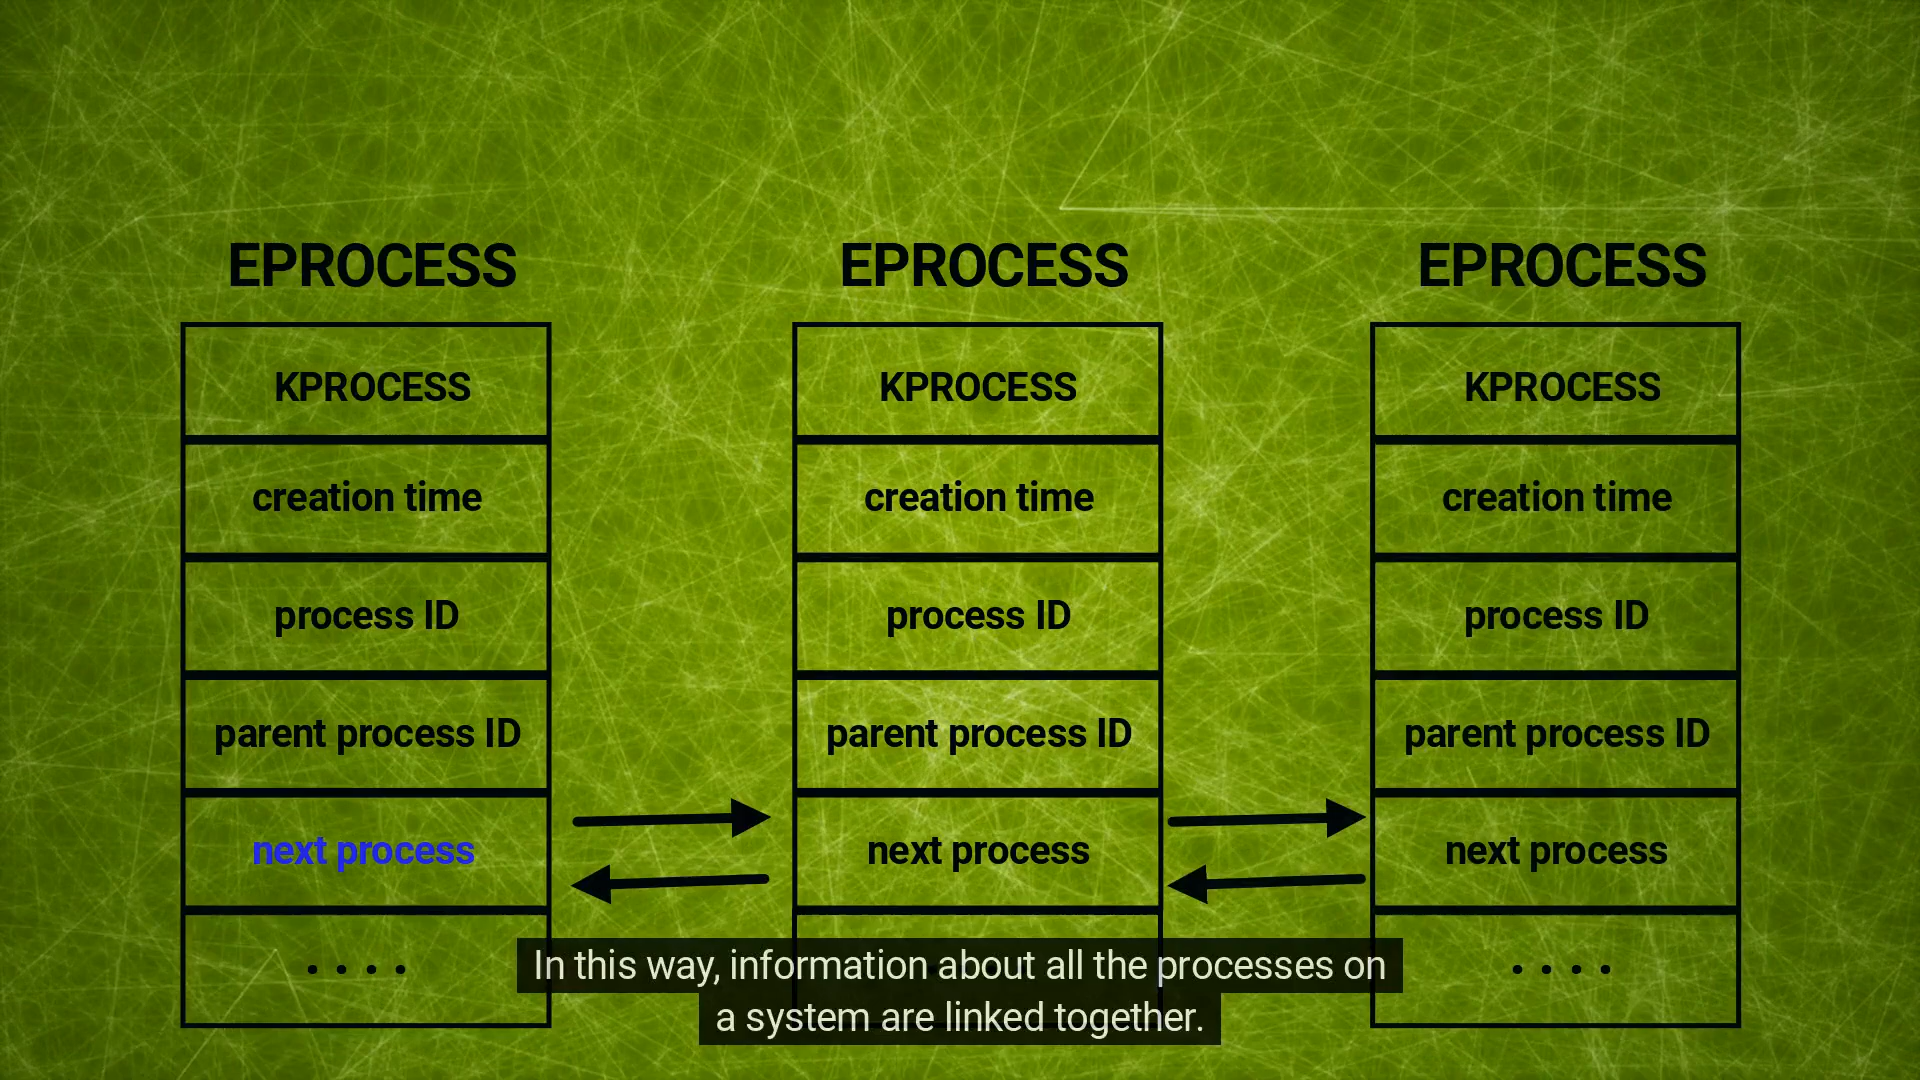 EPROCESS
KPROCESS
creation time
process ID
parent process ID
next process
. . . .
EPROCESS
KPROCESS
creation time
process ID
parent process ID
next process
EPROCESS
KPROCESS
creation time
process ID
parent process ID
next process
. . . .
In this way, information about all the processes on
a system are linked together.